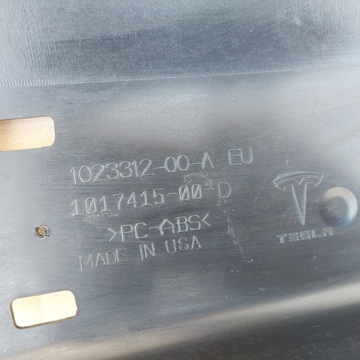 1023312-00-A EU
1017415-00-D
>PC-ABS<
MADE IN USA
TESLA